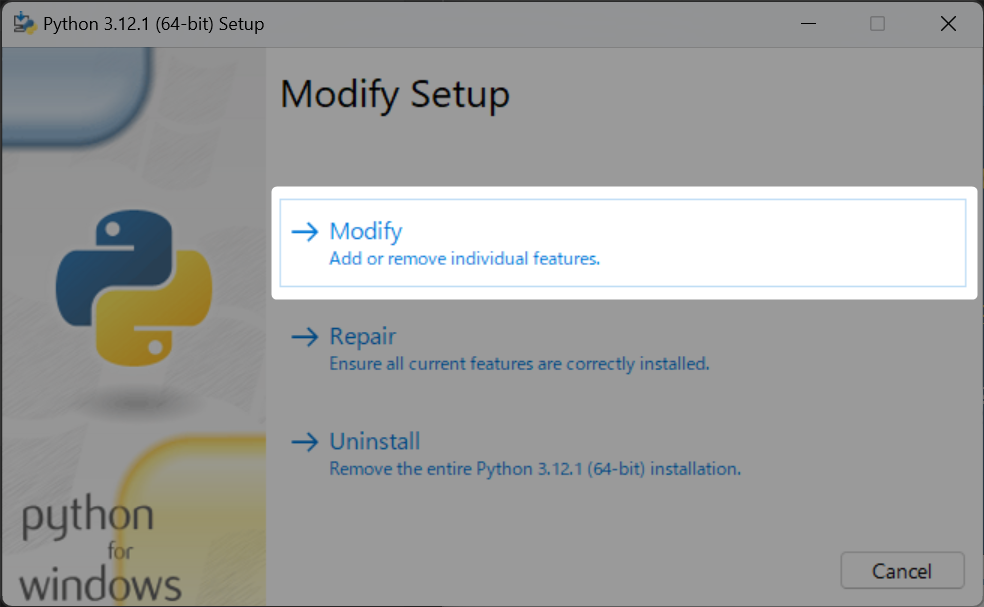 Python 3.12.1 (64-bit) Setup
Modify Setup
Modify
Add or remove individual features.
Repair
Ensure all current features are correctly installed.
Uninstall
Remove the entire Python 3.12.1 (64-bit) installation.
python
for
windows
Cancel